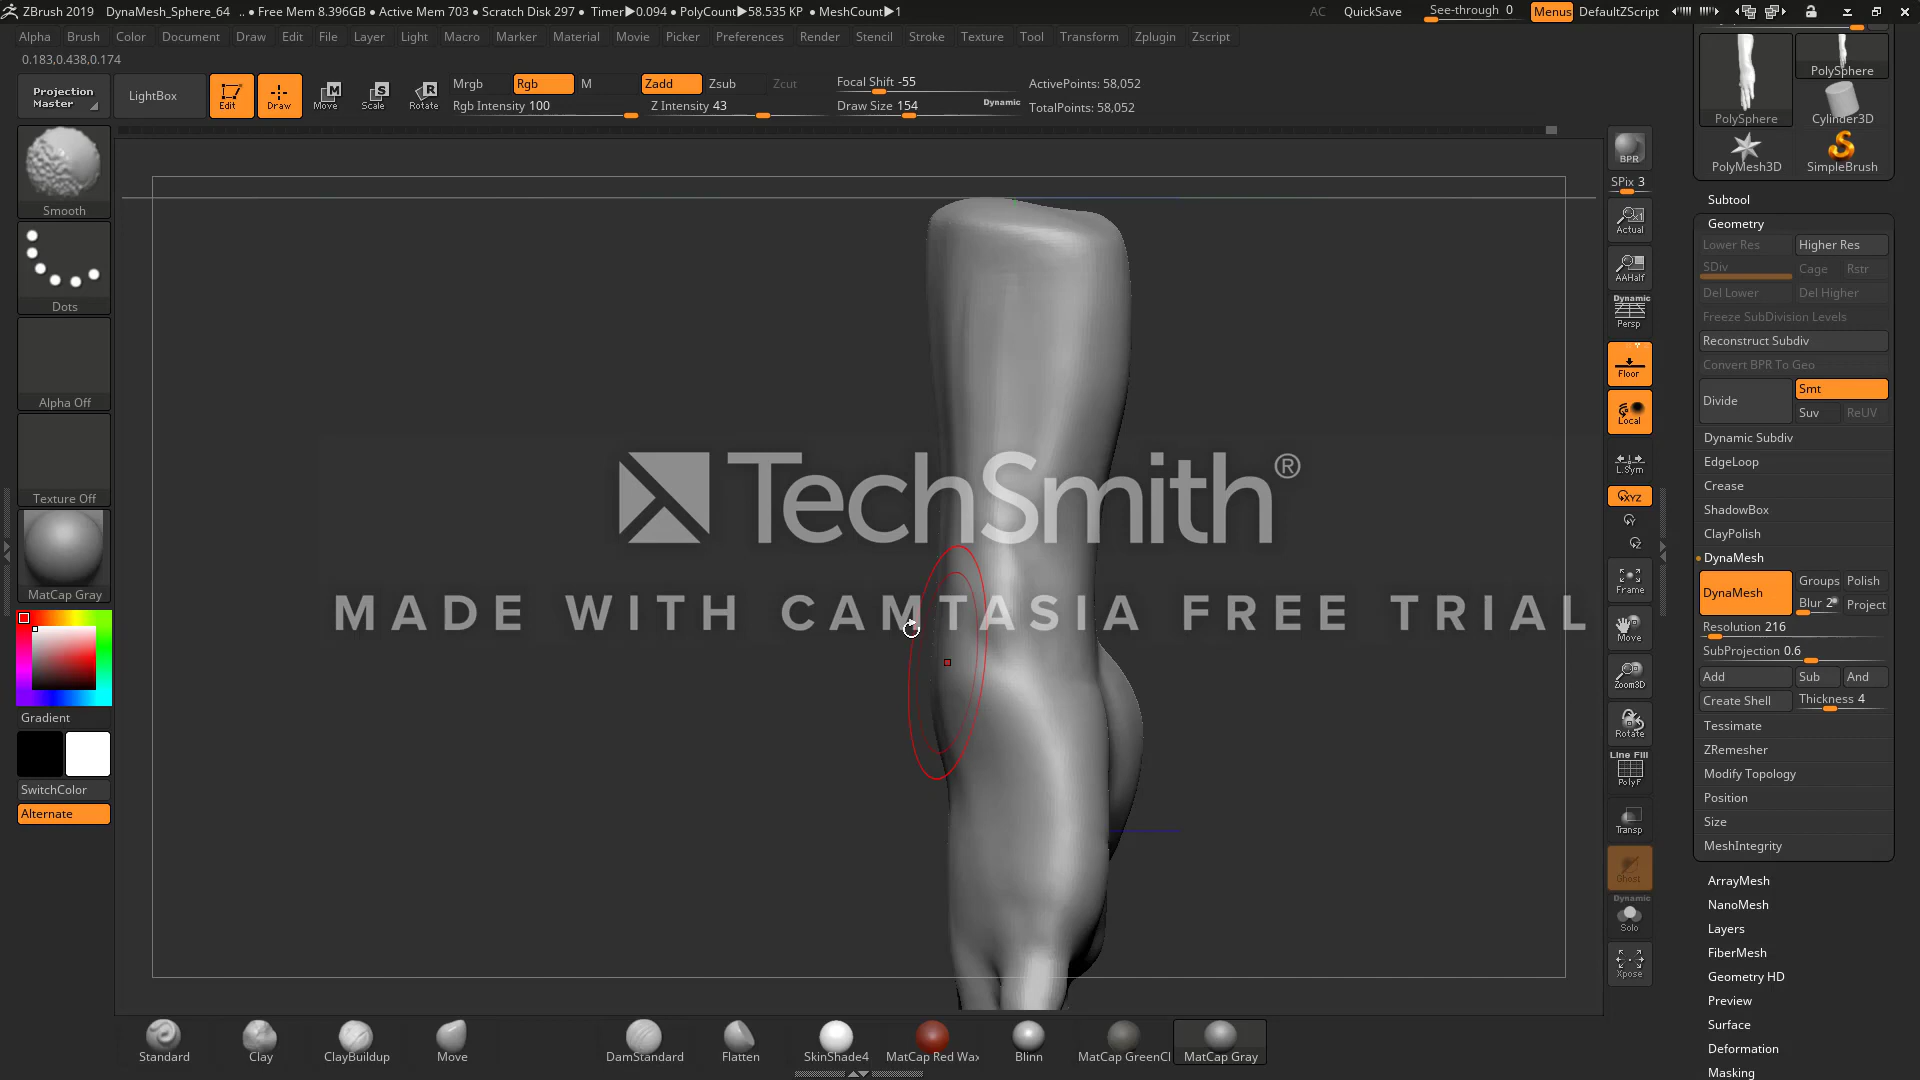 ZBrush 2019 DynaMesh_Sphere_64 .. ● Free Mem 8.396GB ● Active Mem 703 ● Scratch Disk 297 ● Timer▶0.094 ● PolyCount▶58.535 KP ● MeshCount▶1 AC QuickSave See-through 0 Menus DefaultZScript
Alpha Brush Color Document Draw Edit File Layer Light Macro Marker Material Movie Picker Preferences Render Stencil Stroke Texture Tool Transform Zplugin Zscript
0.183,0.438,0.174
Projection Master
LightBox
Edit
Draw
Move
Scale
Rotate
Mrgb Rgb M Zadd Zsub Zcut
Rgb Intensity 100 Z Intensity 43
Focal Shift -55
Draw Size 154 Dynamic
ActivePoints: 58,052
TotalPoints: 58,052
Smooth
Dots
Alpha Off
Texture Off
MatCap Gray
Gradient
SwitchColor
Alternate
TechSmith®
MADE WITH CAMTASIA FREE TRIAL
BPR
SPix 3
Actual
AAHalf
Dynamic
Persp
Floor
Local
L.Sym
XYZ
Y
Z
Frame
Move
Zoom3D
Rotate
Line Fill
PolyF
Transp
Ghost
Dynamic
Solo
Xpose
PolySphere
PolySphere
Cylinder3D
PolyMesh3D
SimpleBrush
Subtool
Geometry
Lower Res Higher Res
SDiv Cage Rstr
Del Lower Del Higher
Freeze SubDivision Levels
Reconstruct Subdiv
Convert BPR To Geo
Divide Smt
Suv ReUV
Dynamic Subdiv
EdgeLoop
Crease
ShadowBox
ClayPolish
DynaMesh
DynaMesh Groups Polish
Blur 2 Project
Resolution 216
SubProjection 0.6
Add Sub And
Create Shell Thickness 4
Tessimate
ZRemesher
Modify Topology
Position
Size
MeshIntegrity
ArrayMesh
NanoMesh
Layers
FiberMesh
Geometry HD
Preview
Surface
Deformation
Masking
Standard Clay ClayBuildup Move DamStandard Flatten SkinShade4 MatCap Red Wax Blinn MatCap GreenCl MatCap Gray